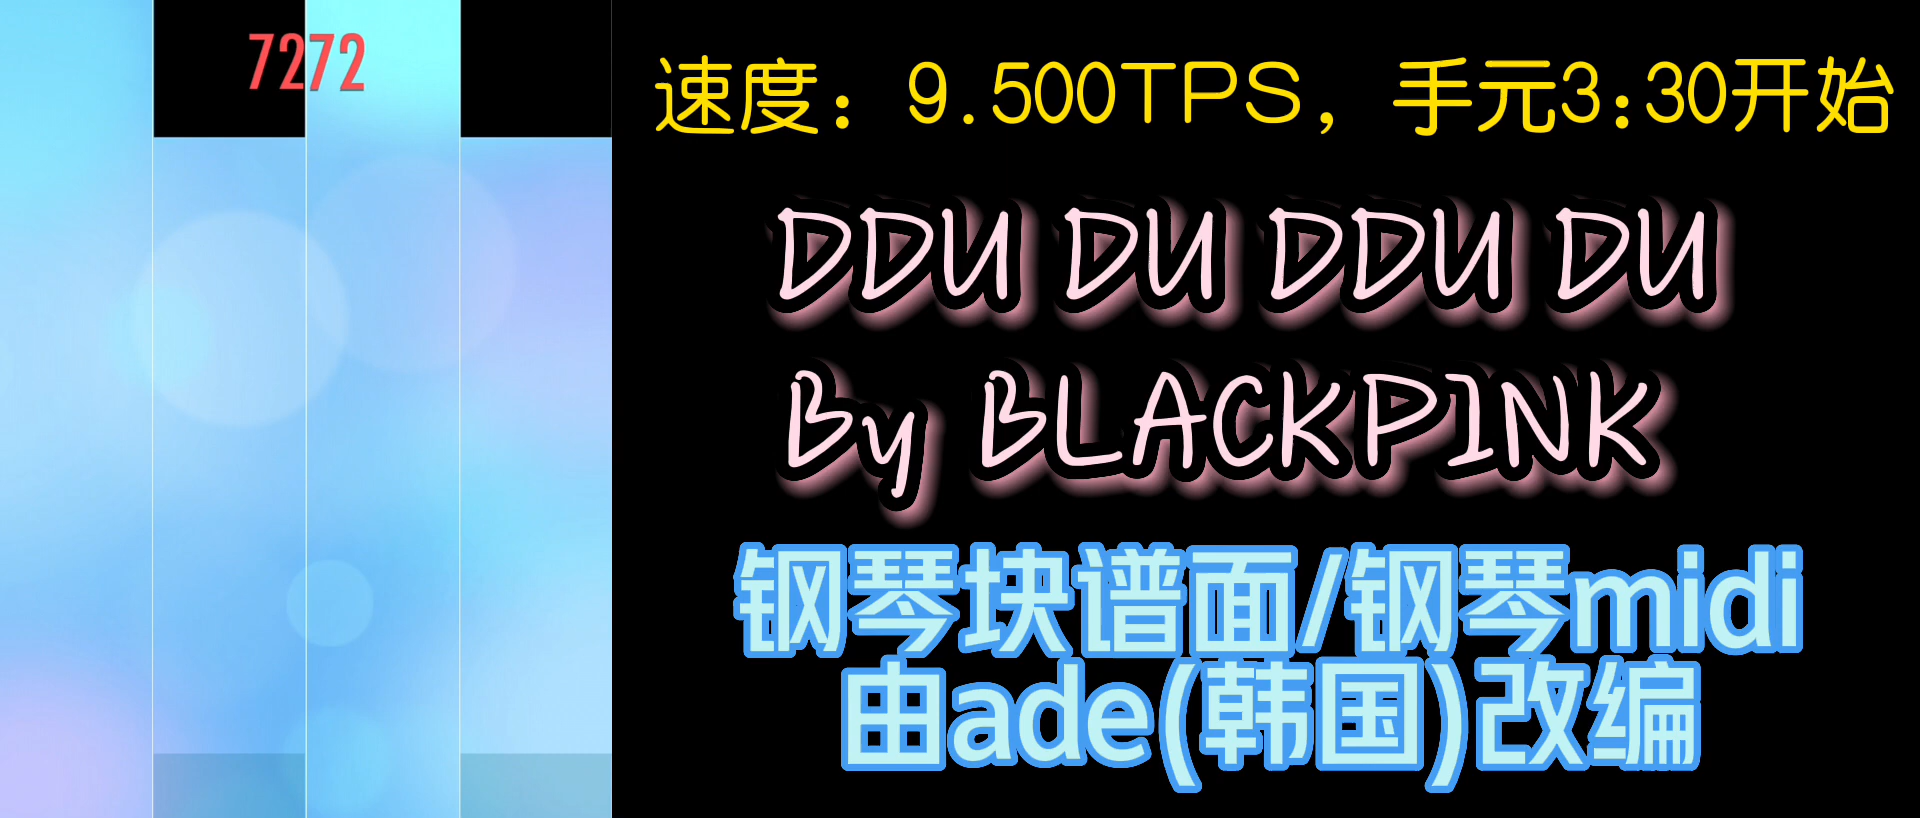 7272
速度：9.500TPS，手元3:30开始
DDU DU DDU DU
By BLACKPINK
钢琴块谱面/钢琴midi
由ade(韩国)改编